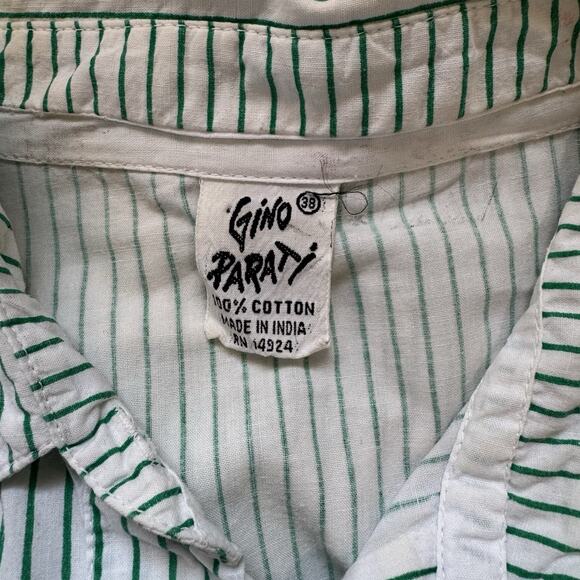 38
GiNO
PARATi
100% COTTON
MADE IN INDIA
RN 14924